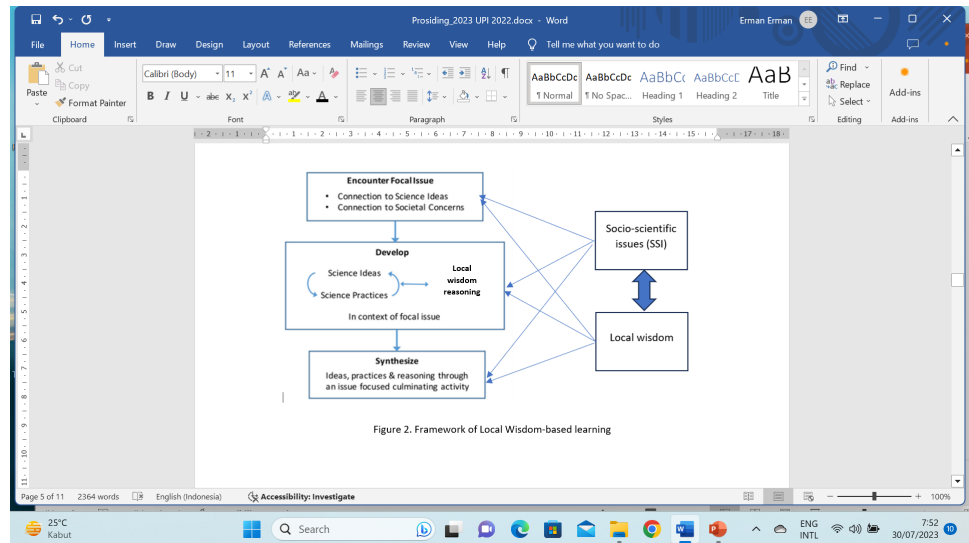 Prosiding_2023 UPI 2022.docx - Word
Erman Erman
EE
File Home Insert Draw Design Layout References Mailings Review View Help Tell me what you want to do
Paste
Cut
Copy
Format Painter
Clipboard
Calibri (Body) 11
Font
Paragraph
AaBbCcDc AaBbCcDc AaBbCc AaBbCcC AaB
¶ Normal ¶ No Spac... Heading 1 Heading 2 Title
Styles
Find
Replace
Select
Editing
Add-ins
Add-ins
Encounter Focal Issue
• Connection to Science Ideas
• Connection to Societal Concerns
Develop
Science Ideas
Science Practices
Local
wisdom
reasoning
In context of focal issue
Synthesize
Ideas, practices & reasoning through
an issue focused culminating activity
Socio-scientific
issues (SSI)
Local wisdom
Figure 2. Framework of Local Wisdom-based learning
Page 5 of 11 2364 words English (Indonesia) Accessibility: Investigate 100%
25°C
Kabut
Search
ENG
INTL
7:52
30/07/2023
10